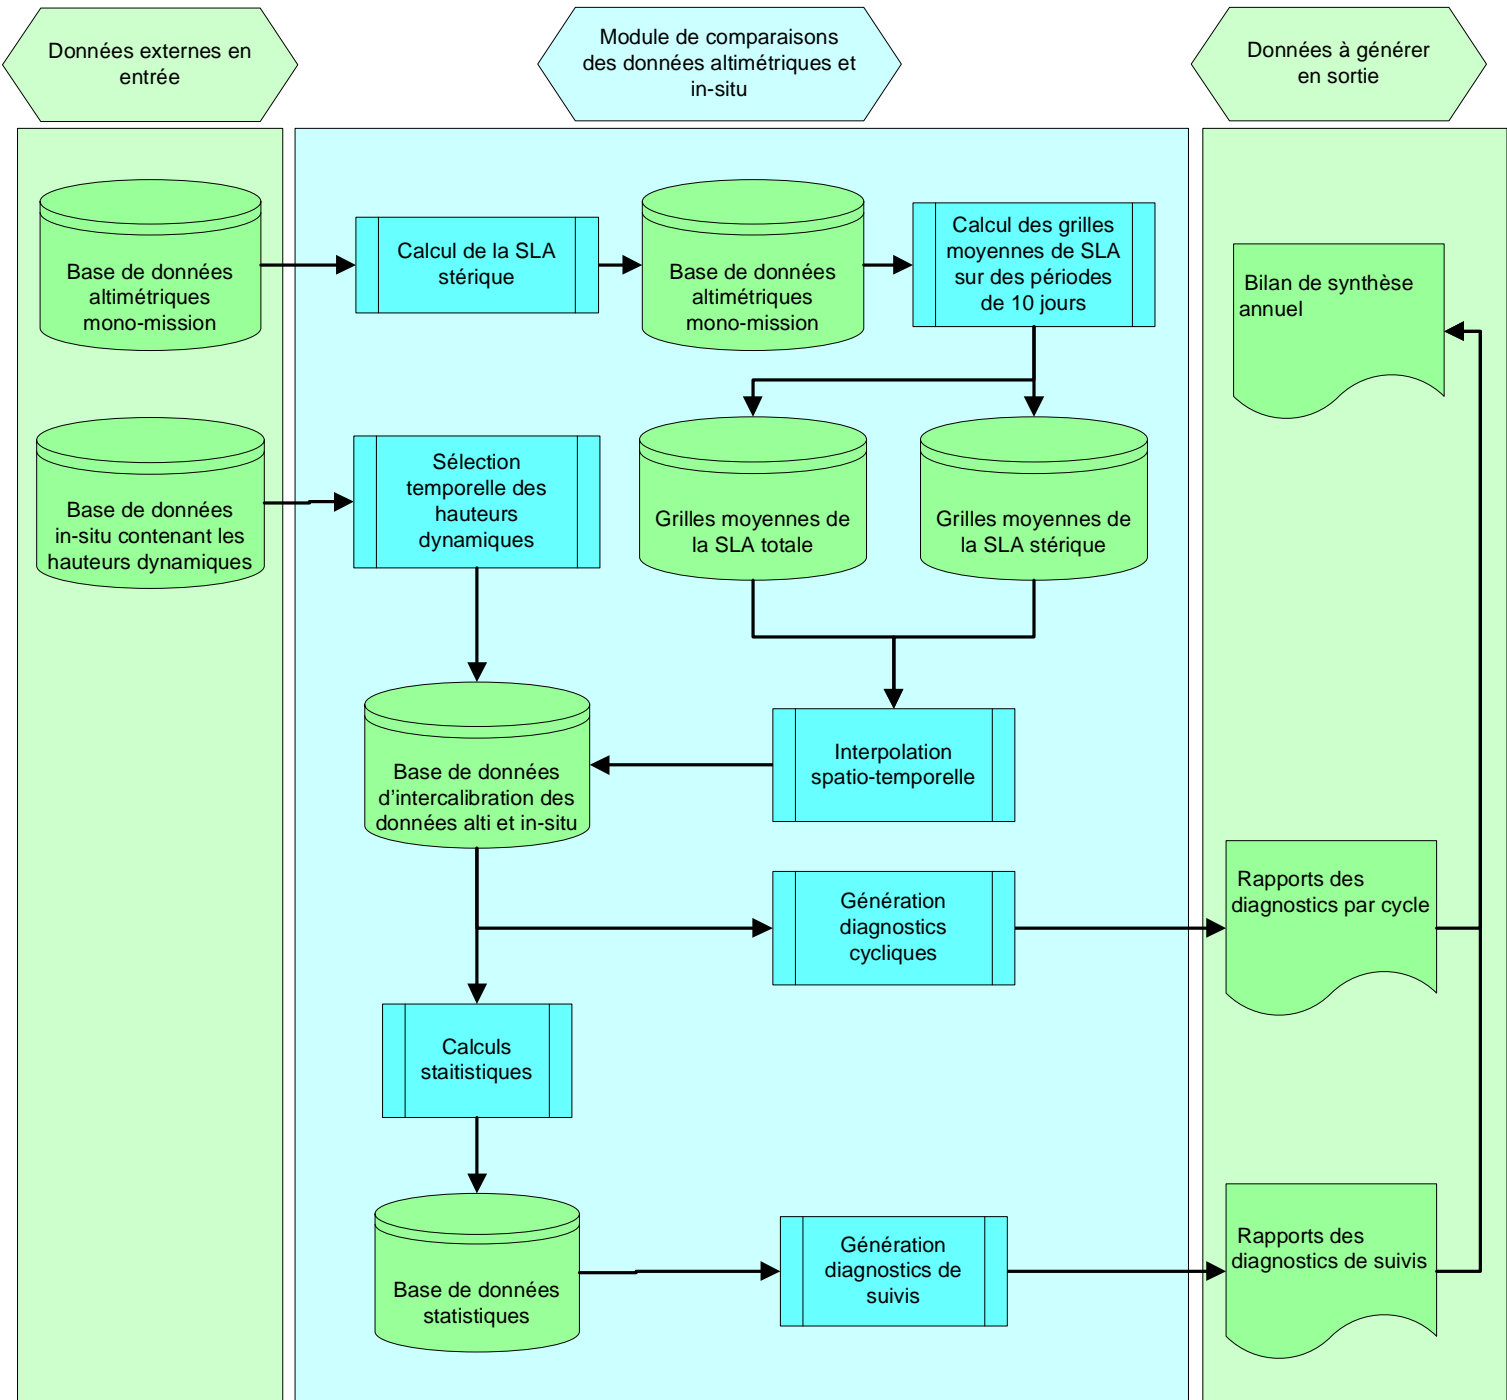 Données externes en
entrée
Module de comparaisons
des données altimétriques et
in-situ
Données à générer
en sortie
Base de données
altimétriques
mono-mission
Calcul de la SLA
stérique
Base de données
altimétriques
mono-mission
Calcul des grilles
moyennes de SLA
sur des périodes
de 10 jours
Bilan de synthèse
annuel
Base de données
in-situ contenant les
hauteurs dynamiques
Sélection
temporelle des
hauteurs
dynamiques
Grilles moyennes de
la SLA totale
Grilles moyennes de
la SLA stérique
Base de données
d'intercalibration des
données alti et in-situ
Interpolation
spatio-temporelle
Génération
diagnostics
cycliques
Rapports des
diagnostics par cycle
Calculs
staitistiques
Base de données
statistiques
Génération
diagnostics de
suivis
Rapports des
diagnostics de suivis